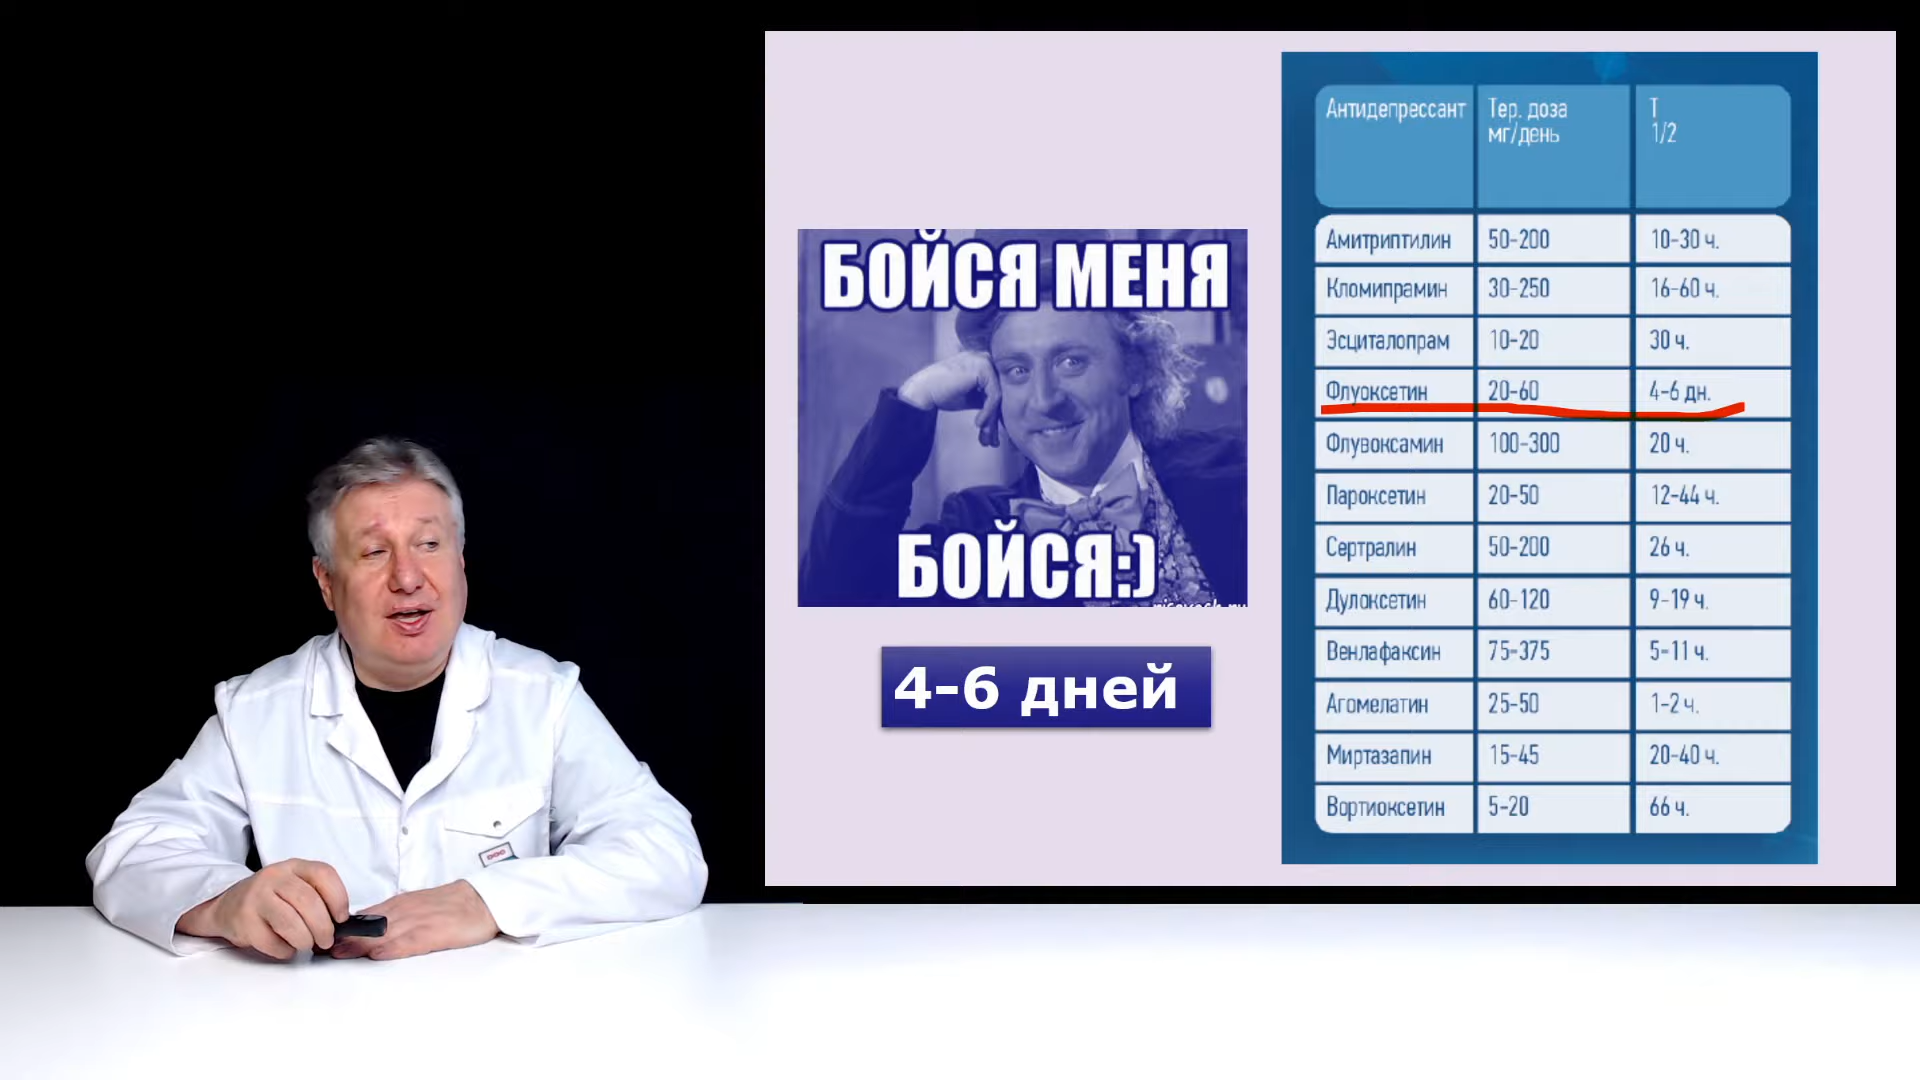 БОЙСЯ МЕНЯ
БОЙСЯ:)
4-6 дней
Антидепрессант Тер. доза мг/день Т 1/2
Амитриптилин 50-200 10-30 ч.
Кломипрамин 30-250 16-60 ч.
Эсциталопрам 10-20 30 ч.
Флуоксетин 20-60 4-6 дн.
Флувоксамин 100-300 20 ч.
Пароксетин 20-50 12-44 ч.
Сертралин 50-200 26 ч.
Дулоксетин 60-120 9-19 ч.
Венлафаксин 75-375 5-11 ч.
Агомелатин 25-50 1-2 ч.
Миртазапин 15-45 20-40 ч.
Вортиоксетин 5-20 66 ч.